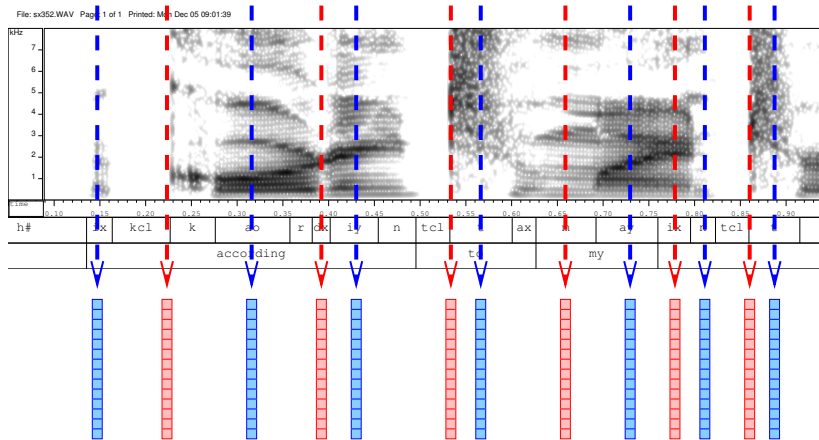 File: sx352.WAV Page: 1 of 1 Printed: Mon Dec 05 09:01:39
kHz
7
6
5
4
3
2
1
time
0.10 0.15 0.20 0.25 0.30 0.35 0.40 0.45 0.50 0.55 0.60 0.65 0.70 0.75 0.80 0.85 0.90
h# ix kcl k ao r dx iy n tcl t ax m ay ix n tcl t
according to my